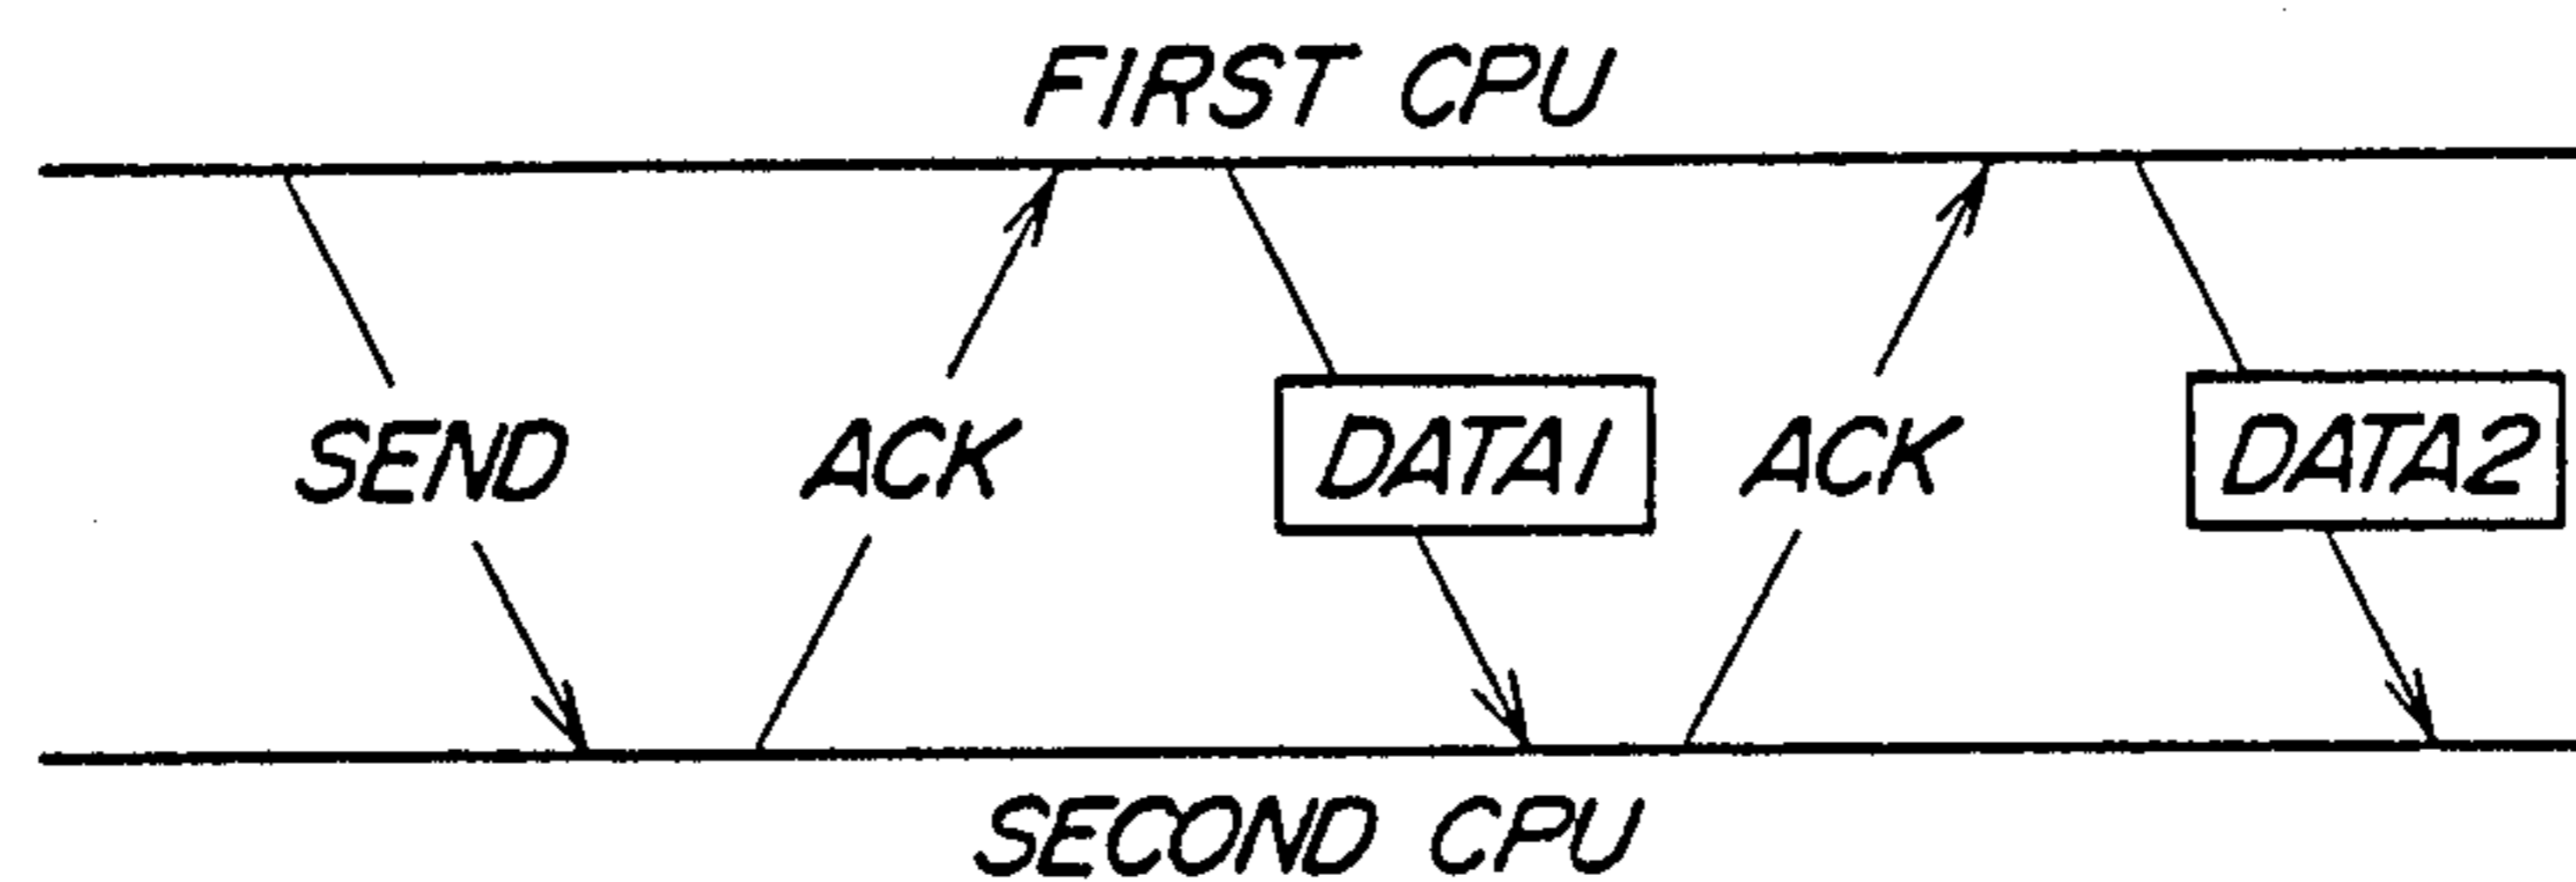 FIRST CPU
SEND ACK DATA1 ACK DATA2
SECOND CPU